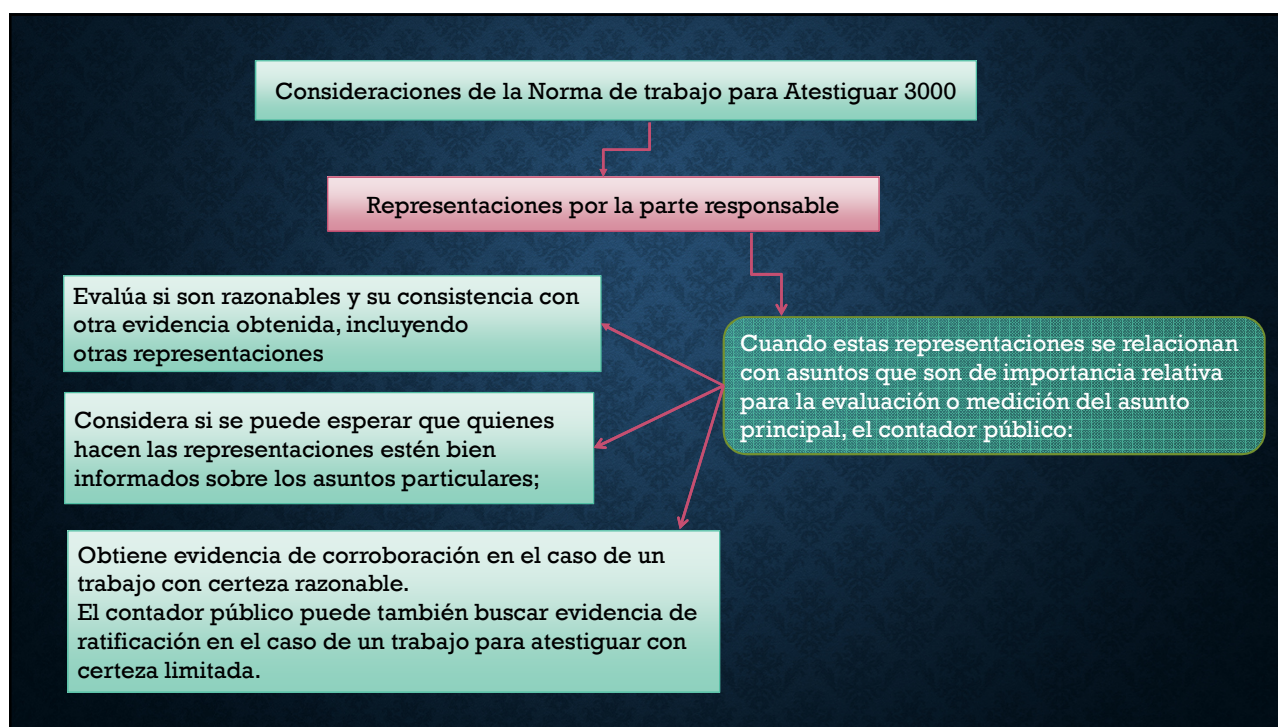 Consideraciones de la Norma de trabajo para Atestiguar 3000
Representaciones por la parte responsable
Cuando estas representaciones se relacionan
con asuntos que son de importancia relativa
para la evaluación o medición del asunto
principal, el contador público:
Evalúa si son razonables y su consistencia con
otra evidencia obtenida, incluyendo
otras representaciones
Considera si se puede esperar que quienes
hacen las representaciones estén bien
informados sobre los asuntos particulares;
Obtiene evidencia de corroboración en el caso de un
trabajo con certeza razonable.
El contador público puede también buscar evidencia de
ratificación en el caso de un trabajo para atestiguar con
certeza limitada.